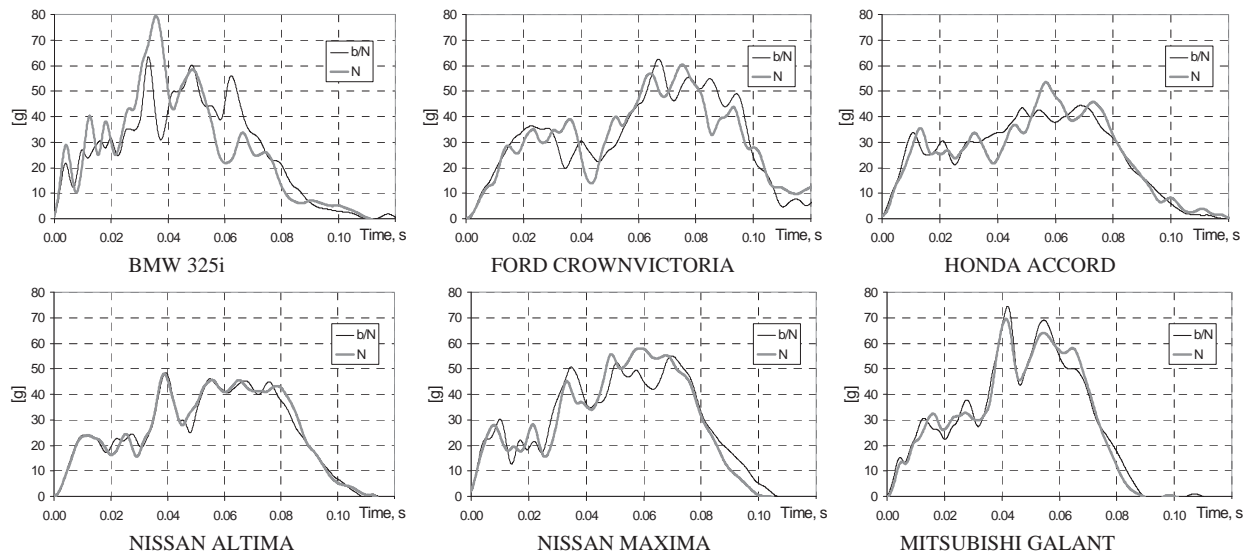 80
70
60
50
40
30
20
10
0
[g]
b/N
N
0.00 0.02 0.04 0.06 0.08 0.10
Time, s
BMW 325i
80
70
60
50
40
30
20
10
0
[g]
b/N
N
0.00 0.02 0.04 0.06 0.08 0.10
Time, s
FORD CROWNVICTORIA
80
70
60
50
40
30
20
10
0
[g]
b/N
N
0.00 0.02 0.04 0.06 0.08 0.10
Time, s
HONDA ACCORD
80
70
60
50
40
30
20
10
0
[g]
b/N
N
0.00 0.02 0.04 0.06 0.08 0.10
Time, s
NISSAN ALTIMA
80
70
60
50
40
30
20
10
0
[g]
b/N
N
0.00 0.02 0.04 0.06 0.08 0.10
Time, s
NISSAN MAXIMA
80
70
60
50
40
30
20
10
0
[g]
b/N
N
0.00 0.02 0.04 0.06 0.08 0.10
Time, s
MITSUBISHI GALANT